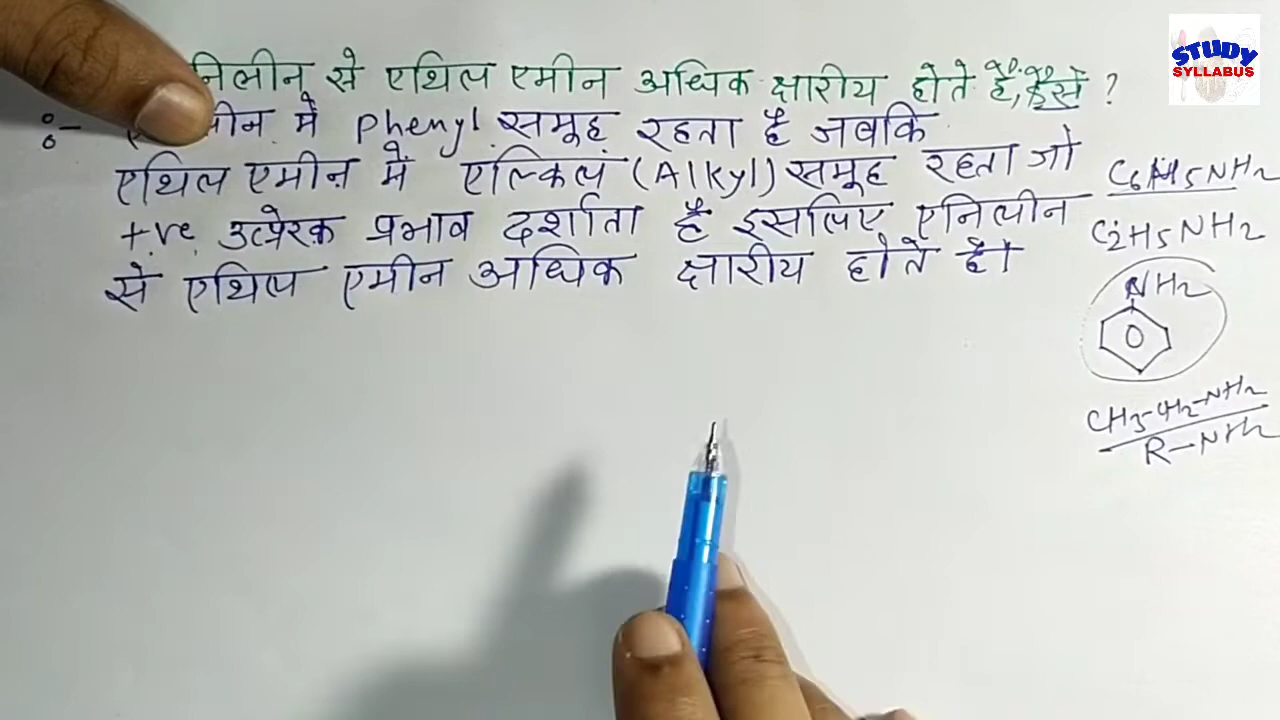 निलीन से एथिल एमीन अधिक क्षारीय होते है, कैसे ?
में Phenyl समूह रहता है जबकि
एथिल एमीन में एल्किल (Alkyl) समूह रहता जो
+ve उत्प्रेरक प्रभाव दर्शाता है इसलिए एनिलीन
से एथिल एमीन अधिक क्षारीय होते है।
C6H5NH2
C2H5NH2
NH2
CH3-CH2-NH2
R-NH2
STUDY
SYLLABUS